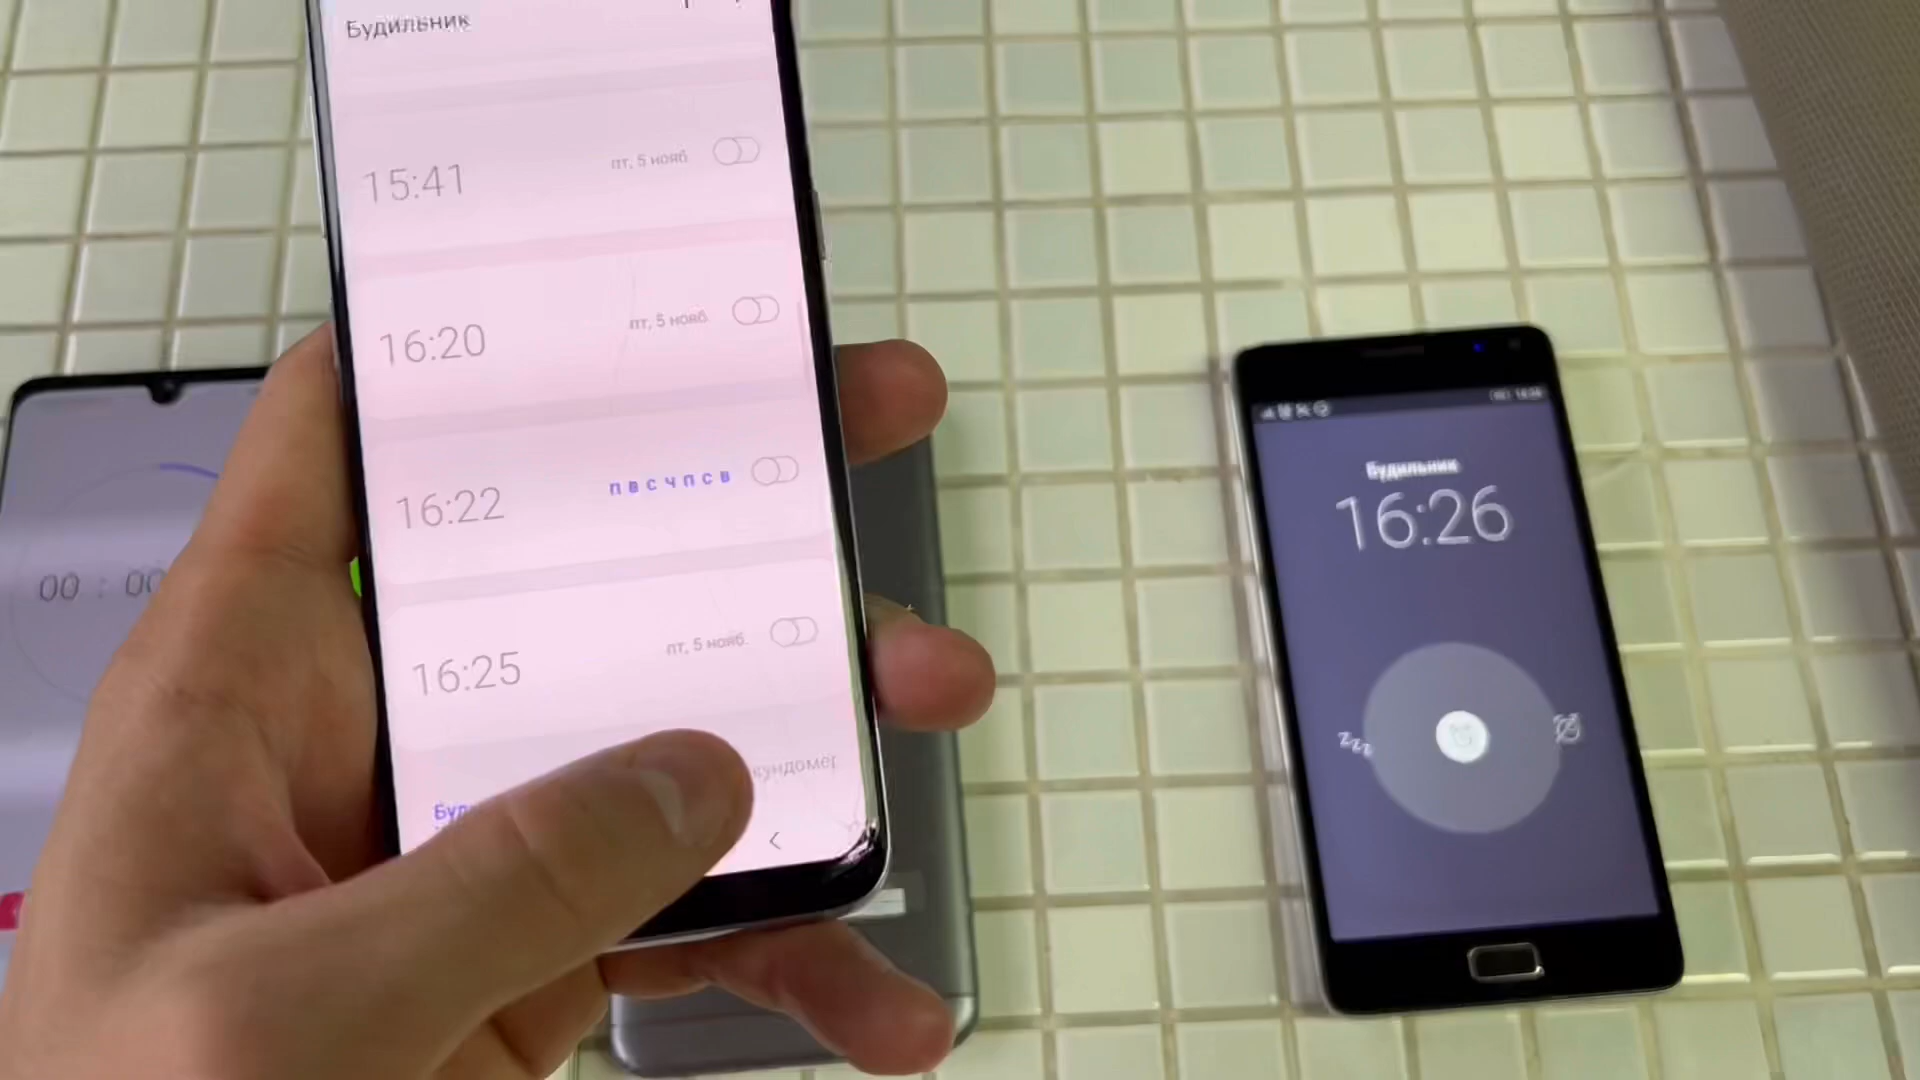 Будильник
15:41 пт, 5 нояб.
16:20 пт, 5 нояб.
16:22 п в с ч п с в
16:25 пт, 5 нояб.
00 : 00
Будильник
16:26
zzz